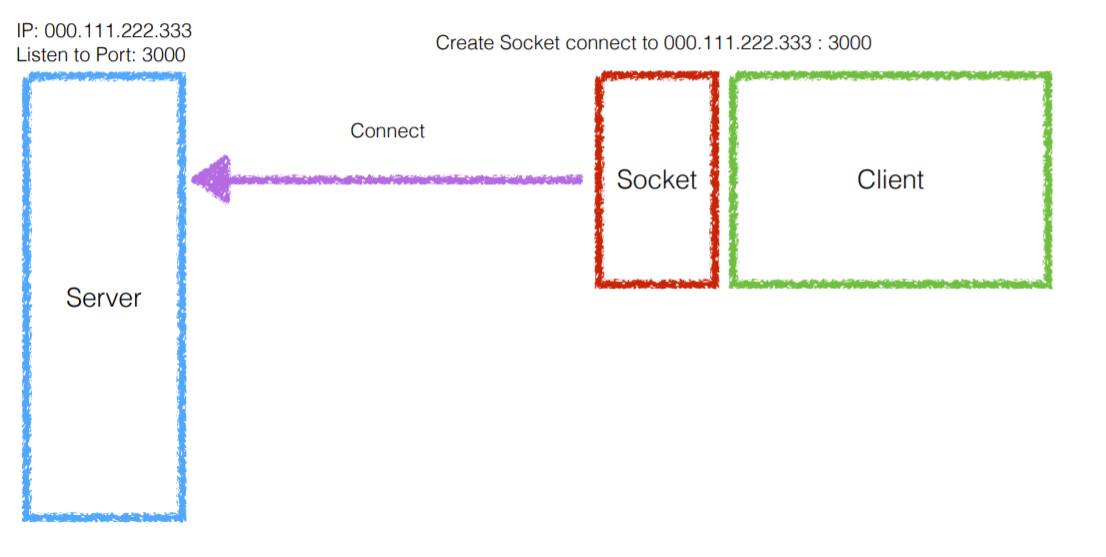 IP: 000.111.222.333
Listen to Port: 3000
Create Socket connect to 000.111.222.333 : 3000
Connect
Socket
Client
Server